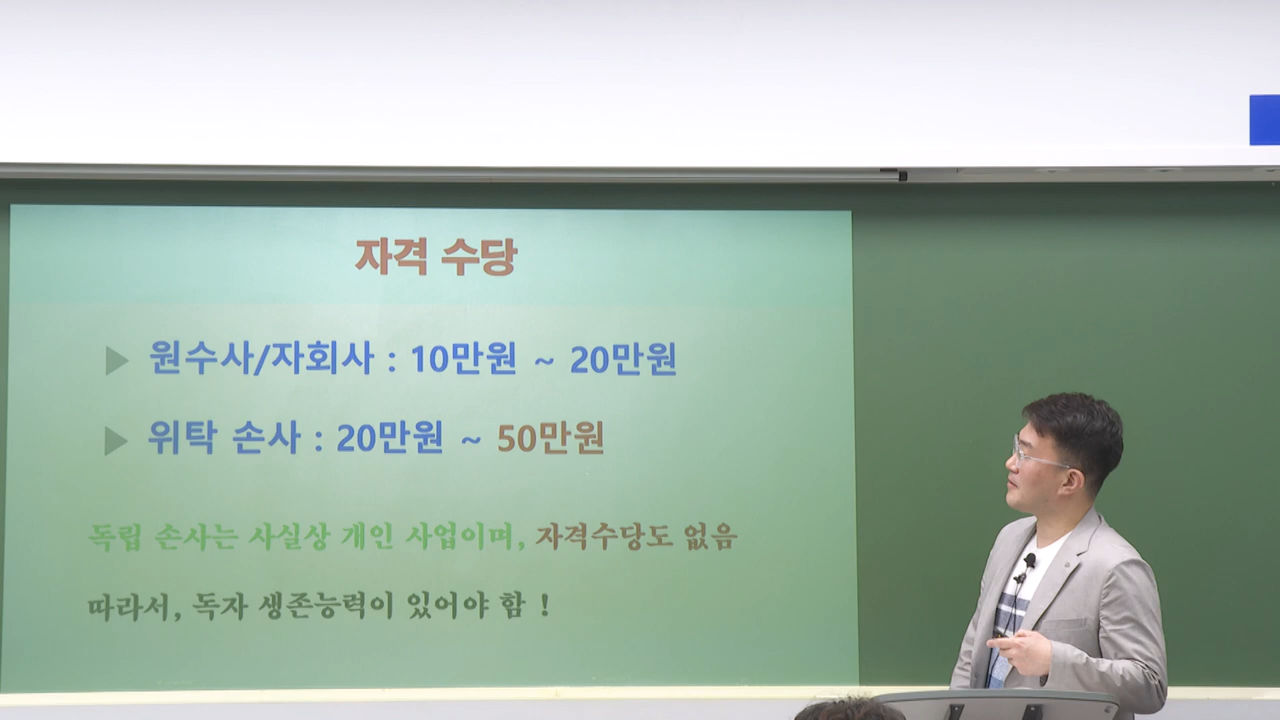 자격 수당
원수사/자회사 : 10만원 ~ 20만원
위탁 손사 : 20만원 ~ 50만원
독립 손사는 사실상 개인 사업이며, 자격수당도 없음
따라서, 독자 생존능력이 있어야 함 !